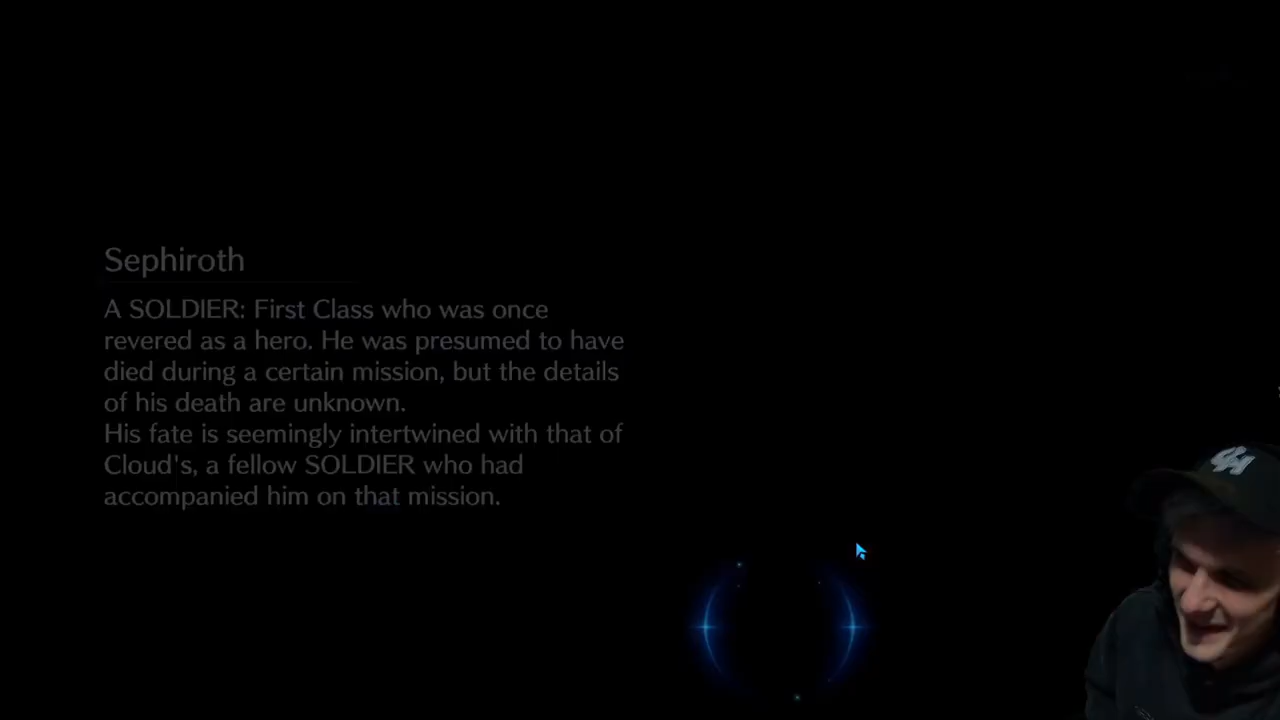 Sephiroth
A SOLDIER: First Class who was once
revered as a hero. He was presumed to have
died during a certain mission, but the details
of his death are unknown.
His fate is seemingly intertwined with that of
Cloud's, a fellow SOLDIER who had
accompanied him on that mission.